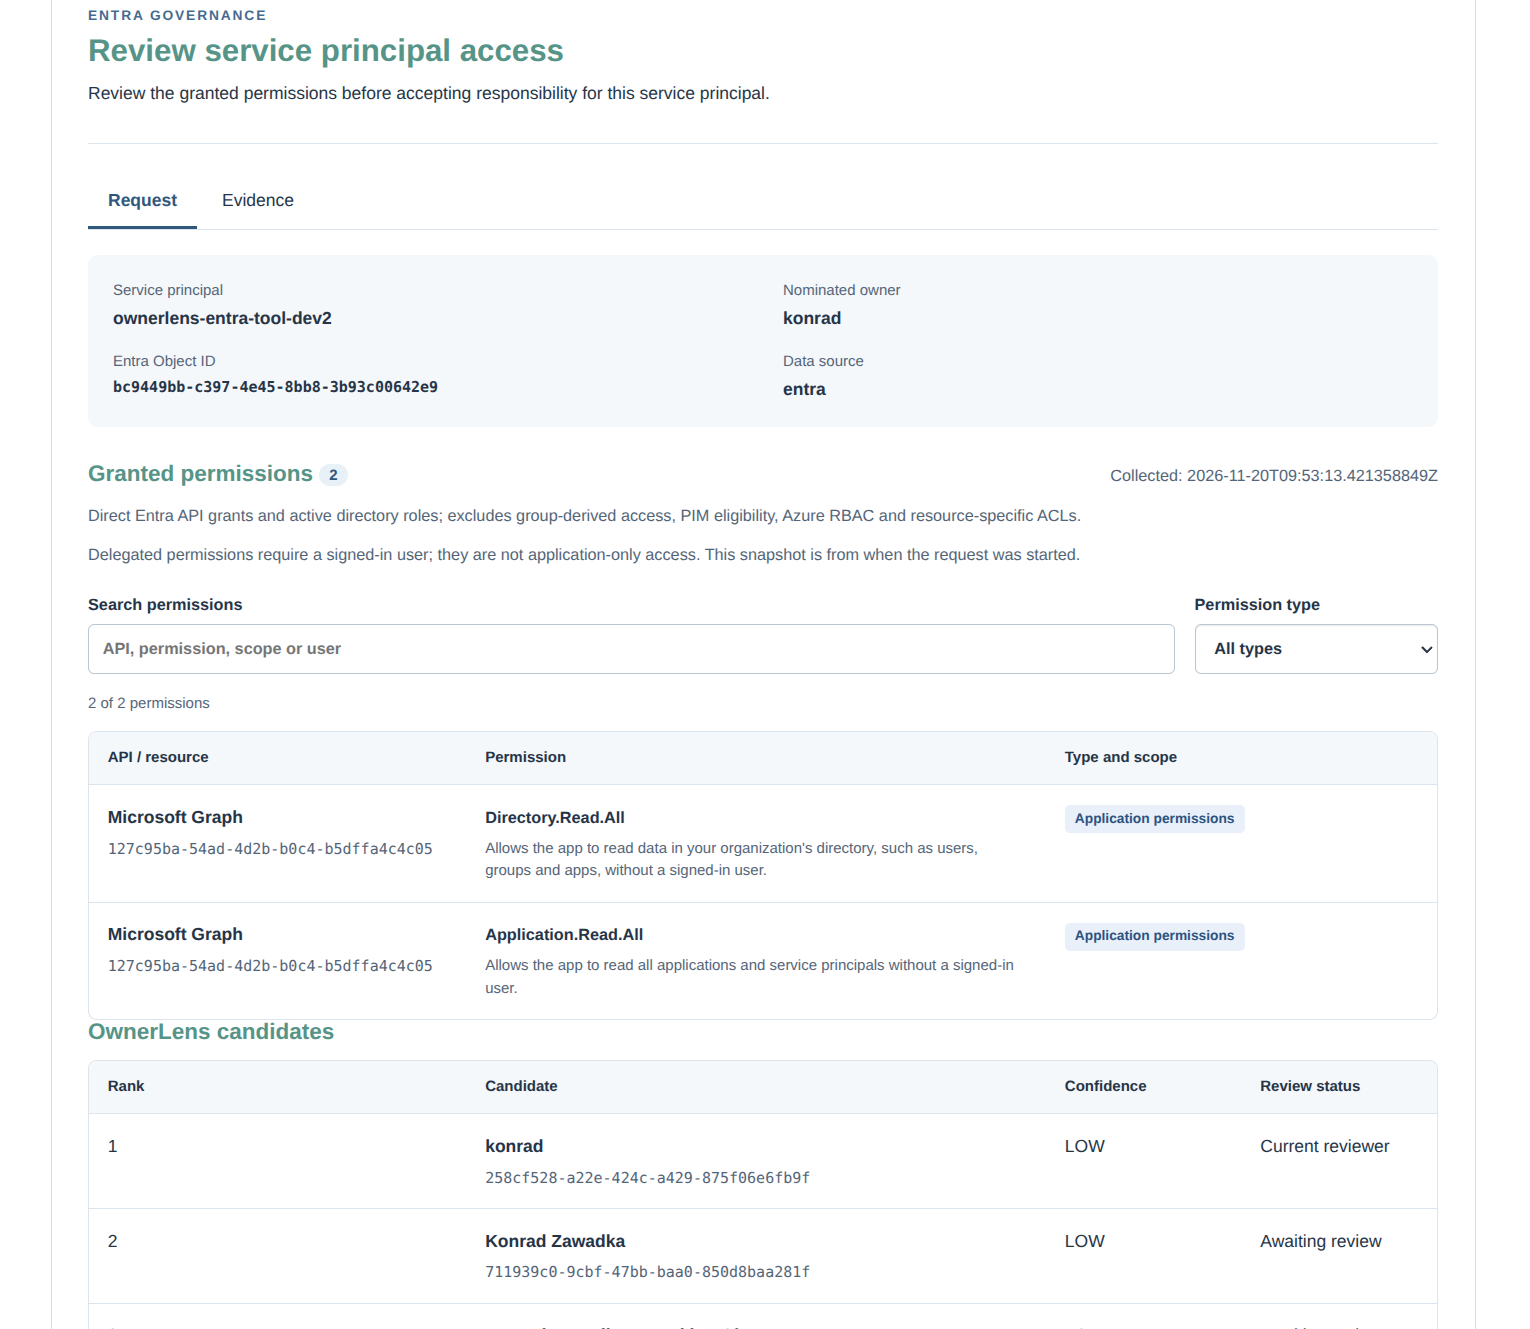 ENTRA GOVERNANCE
Review service principal access
Review the granted permissions before accepting responsibility for this service principal.
Request
Evidence
Service principal
ownerlens-entra-tool-dev2
Nominated owner
konrad
Entra Object ID
bc9449bb-c397-4e45-8bb8-3b93c00642e9
Data source
entra
Granted permissions 2
Collected: 2026-11-20T09:53:13.421358849Z
Direct Entra API grants and active directory roles; excludes group-derived access, PIM eligibility, Azure RBAC and resource-specific ACLs.
Delegated permissions require a signed-in user; they are not application-only access. This snapshot is from when the request was started.
Search permissions
Permission type
API, permission, scope or user
All types
2 of 2 permissions
API / resource
Permission
Type and scope
Microsoft Graph
127c95ba-54ad-4d2b-b0c4-b5dffa4c4c05
Directory.Read.All
Allows the app to read data in your organization's directory, such as users,
groups and apps, without a signed-in user.
Application permissions
Microsoft Graph
127c95ba-54ad-4d2b-b0c4-b5dffa4c4c05
Application.Read.All
Allows the app to read all applications and service principals without a signed-in
user.
Application permissions
OwnerLens candidates
Rank
Candidate
Confidence
Review status
1
konrad
258cf528-a22e-424c-a429-875f06e6fb9f
LOW
Current reviewer
2
Konrad Zawadka
711939c0-9cbf-47bb-baa0-850d8baa281f
LOW
Awaiting review